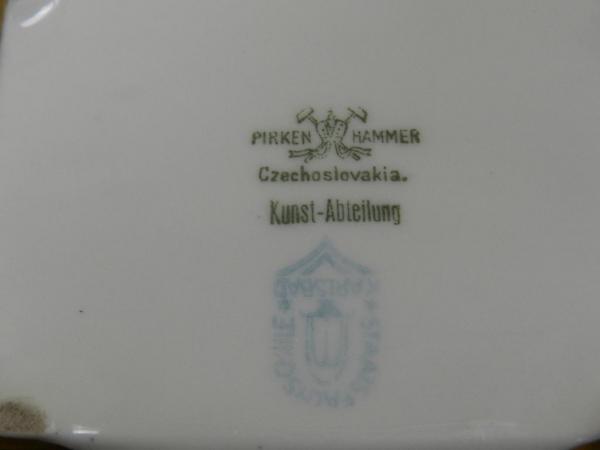 PIRKEN HAMMER
Czechoslovakia.
Kunst-Abteilung